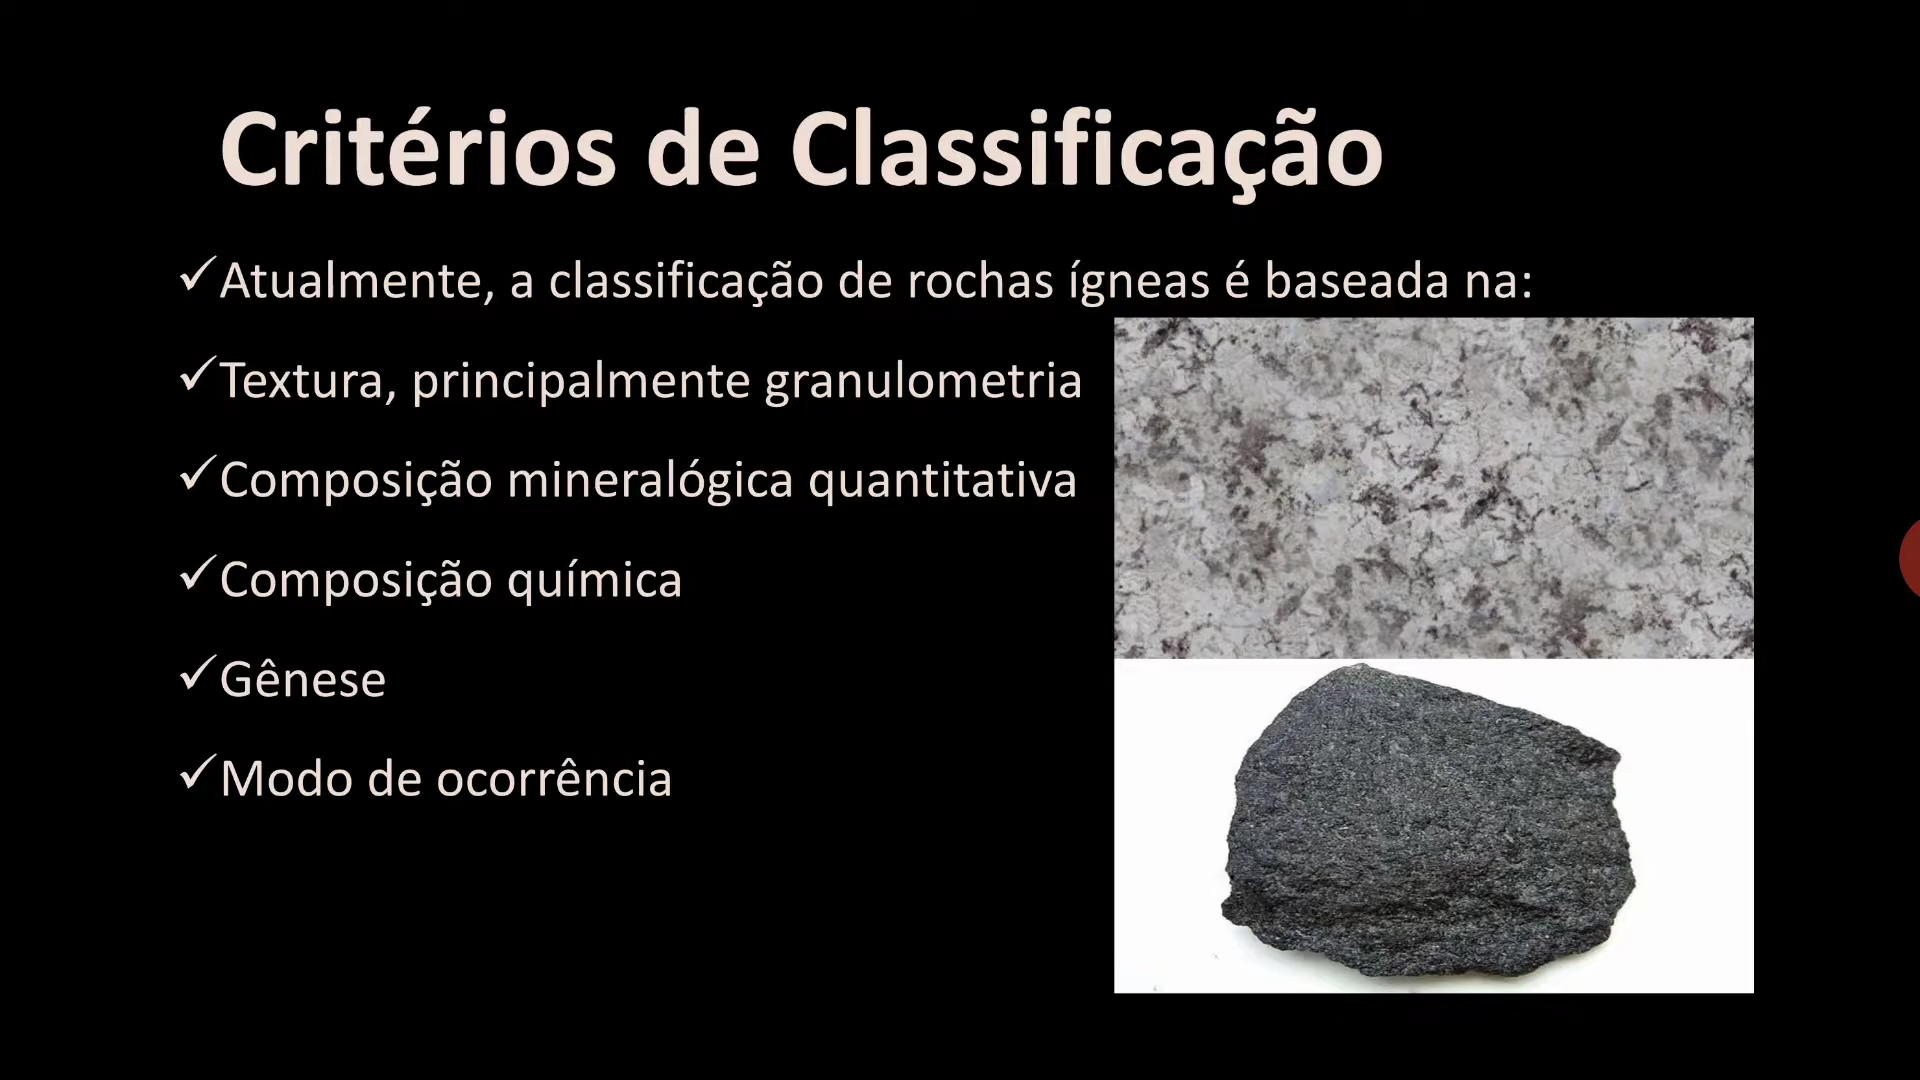 Critérios de Classificação
✓Atualmente, a classificação de rochas ígneas é baseada na:
✓Textura, principalmente granulometria
✓Composição mineralógica quantitativa
✓Composição química
✓Gênese
✓Modo de ocorrência